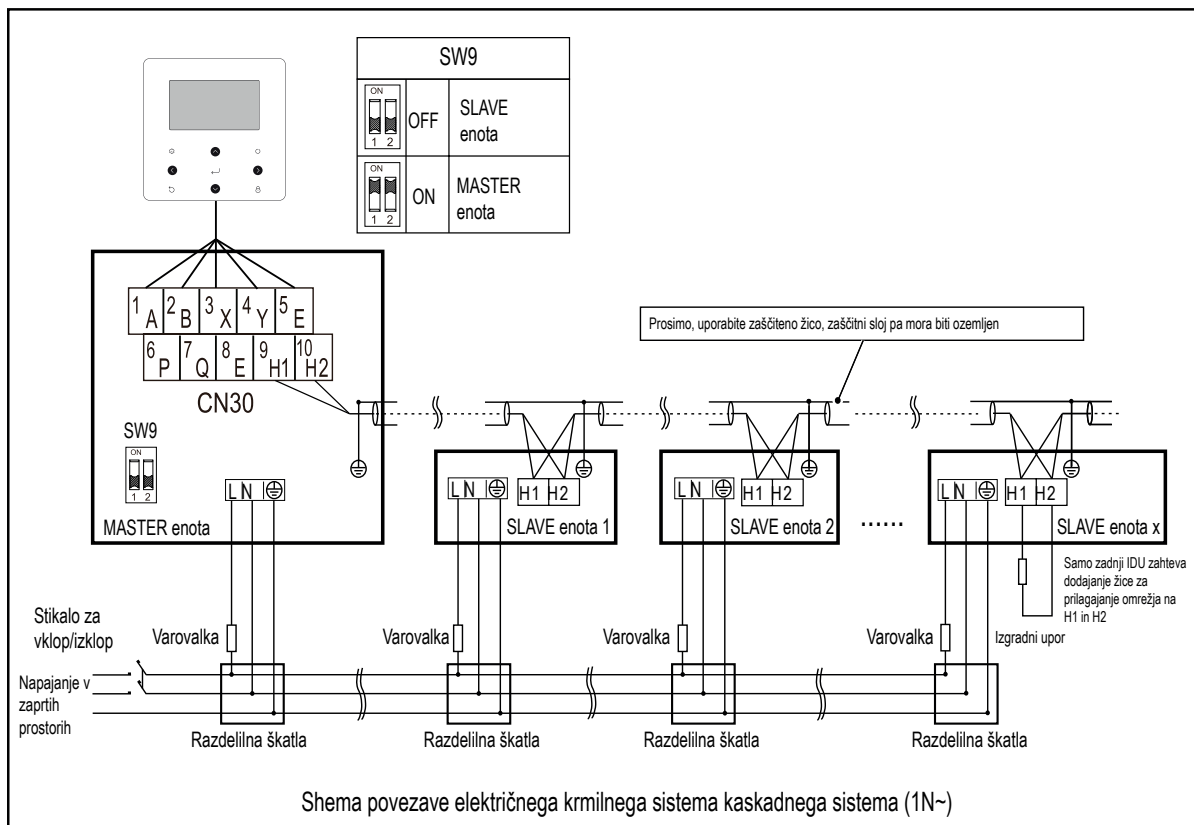 SW9
ON
1 2
OFF
SLAVE
enota
ON
1 2
ON
MASTER
enota
1 A 2 B 3 X 4 Y 5 E
6 P 7 Q 8 E 9 H1 10 H2
CN30
SW9
ON
1 2
L N
MASTER enota
Prosimo, uporabite zaščiteno žico, zaščitni sloj pa mora biti ozemljen
L N
H1 H2
SLAVE enota 1
L N
H1 H2
SLAVE enota 2
......
L N
H1 H2
SLAVE enota x
Samo zadnji IDU zahteva
dodajanje žice za
prilagajanje omrežja na
H1 in H2
Izgradni upor
Stikalo za
vklop/izklop
Varovalka
Varovalka
Varovalka
Varovalka
Napajanje v
zaprtih
prostorih
Razdelilna škatla
Razdelilna škatla
Razdelilna škatla
Razdelilna škatla
Shema povezave električnega krmilnega sistema kaskadnega sistema (1N~)